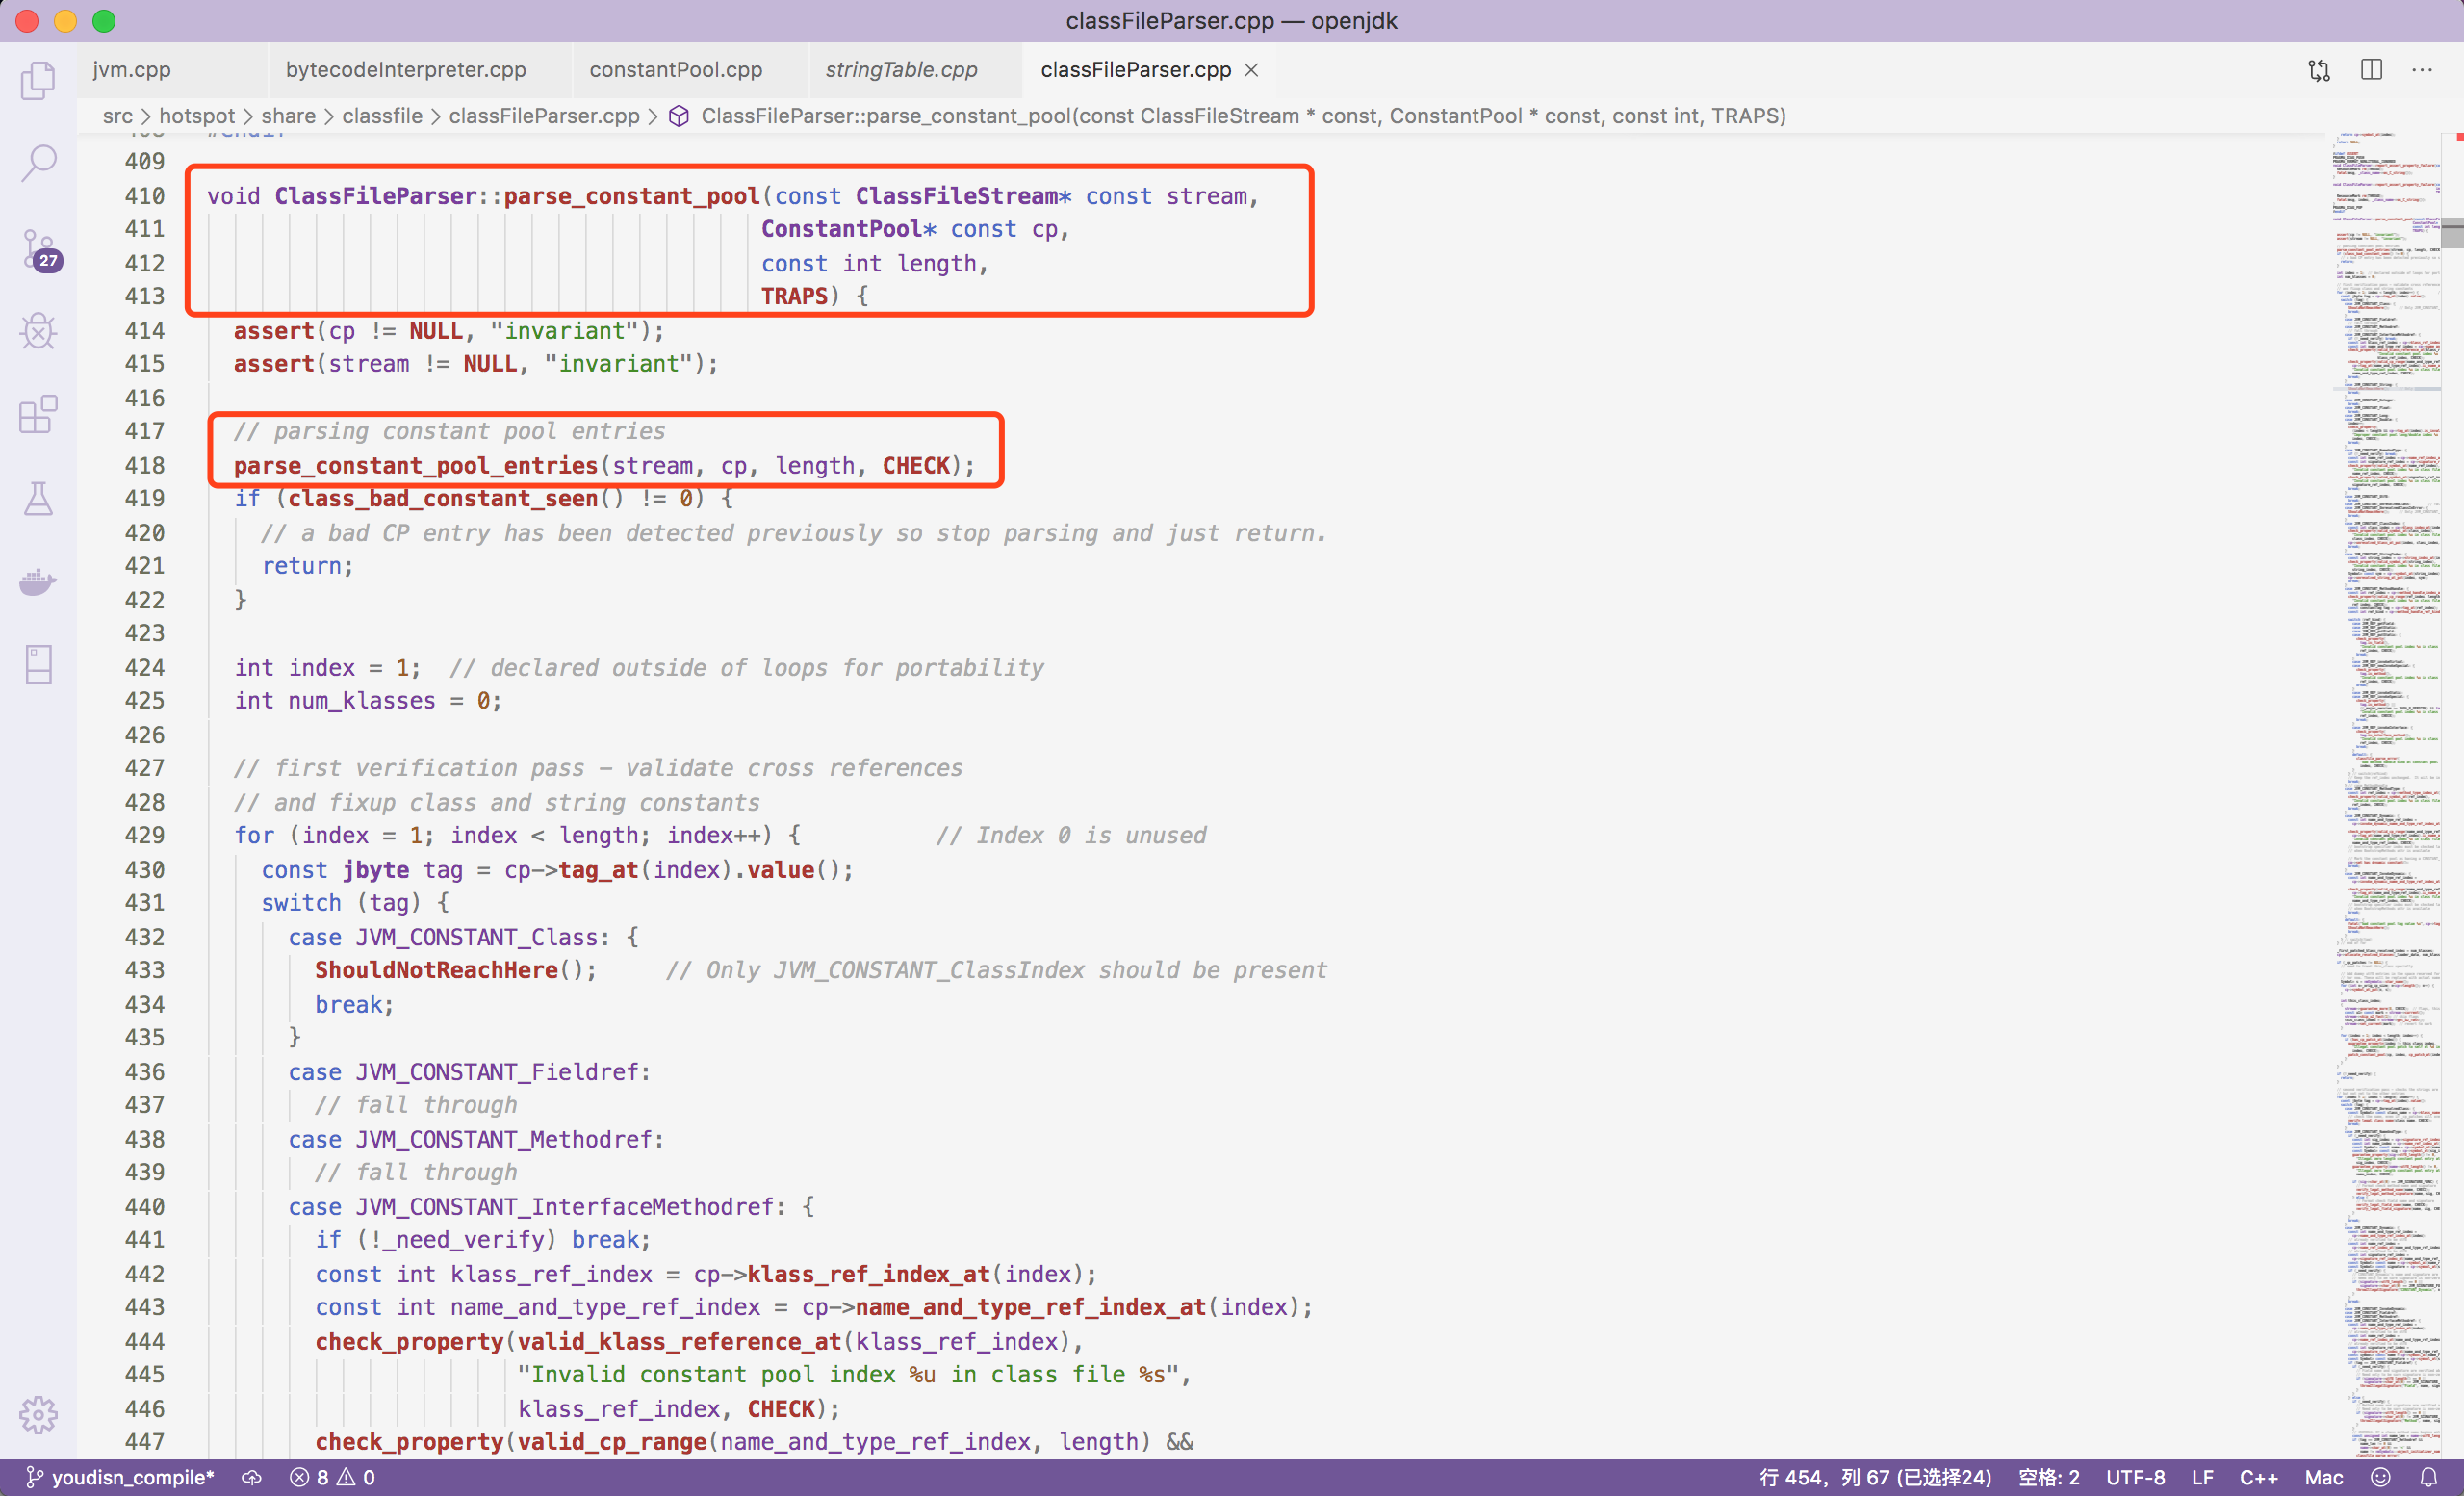 classFileParser.cpp — openjdk
jvm.cpp
bytecodeInterpreter.cpp
constantPool.cpp
stringTable.cpp
classFileParser.cpp
src > hotspot > share > classfile > classFileParser.cpp > ClassFileParser::parse_constant_pool(const ClassFileStream * const, ConstantPool * const, const int, TRAPS)
408 #endif
409
410 void ClassFileParser::parse_constant_pool(const ClassFileStream* const stream,
411 ConstantPool* const cp,
412 const int length,
413 TRAPS) {
414 assert(cp != NULL, "invariant");
415 assert(stream != NULL, "invariant");
416
417 // parsing constant pool entries
418 parse_constant_pool_entries(stream, cp, length, CHECK);
419 if (class_bad_constant_seen() != 0) {
420 // a bad CP entry has been detected previously so stop parsing and just return.
421 return;
422 }
423
424 int index = 1;  // declared outside of loops for portability
425 int num_klasses = 0;
426
427 // first verification pass – validate cross references
428 // and fixup class and string constants
429 for (index = 1; index < length; index++) {          // Index 0 is unused
430 const jbyte tag = cp->tag_at(index).value();
431 switch (tag) {
432 case JVM_CONSTANT_Class: {
433 ShouldNotReachHere();     // Only JVM_CONSTANT_ClassIndex should be present
434 break;
435 }
436 case JVM_CONSTANT_Fieldref:
437 // fall through
438 case JVM_CONSTANT_Methodref:
439 // fall through
440 case JVM_CONSTANT_InterfaceMethodref: {
441 if (!_need_verify) break;
442 const int klass_ref_index = cp->klass_ref_index_at(index);
443 const int name_and_type_ref_index = cp->name_and_type_ref_index_at(index);
444 check_property(valid_klass_reference_at(klass_ref_index),
445 "Invalid constant pool index %u in class file %s",
446 klass_ref_index, CHECK);
447 check_property(valid_cp_range(name_and_type_ref_index, length) &&
27
youdisn_compile* 8 0 行 454，列 67 (已选择24) 空格: 2 UTF-8 LF C++ Mac